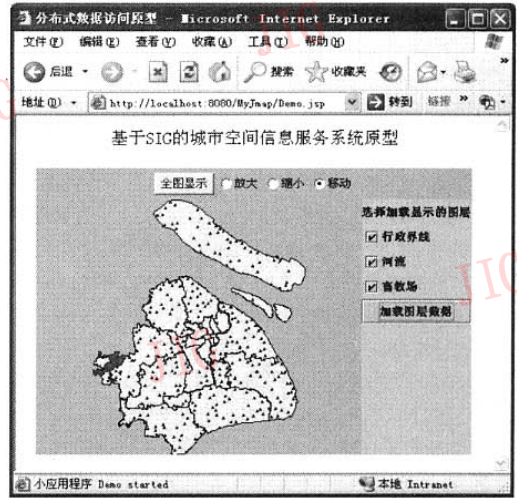 分布式数据访问原型 - Microsoft Internet Explorer
文件(F) 编辑(E) 查看(V) 收藏(A) 工具(T) 帮助(H)
后退 搜索 收藏夹
地址(D) http://localhost:8080/MyJmap/Demo.jsp 转到 链接 »
基于SIG的城市空间信息服务系统原型
全图显示 放大 缩小 移动
选择加载显示的图层
行政界线
河流
畜牧场
加载图层数据
小应用程序 Demo started 本地 Intranet
JIG
JIG
JIG